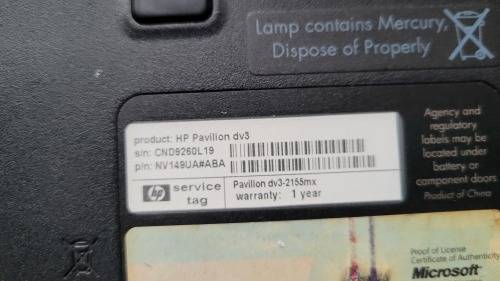 Lamp contains Mercury,
Dispose of Properly
product: HP Pavilion dv3
s/n: CND9260L19
p/n: NV149UA#ABA
hp service
tag
Pavilion dv3-2155mx
warranty: 1 year
Agency and
regulatory
labels may be
located under
battery or
component doors
Product of China
Proof of License
Certificate of Authenticity
Microsoft